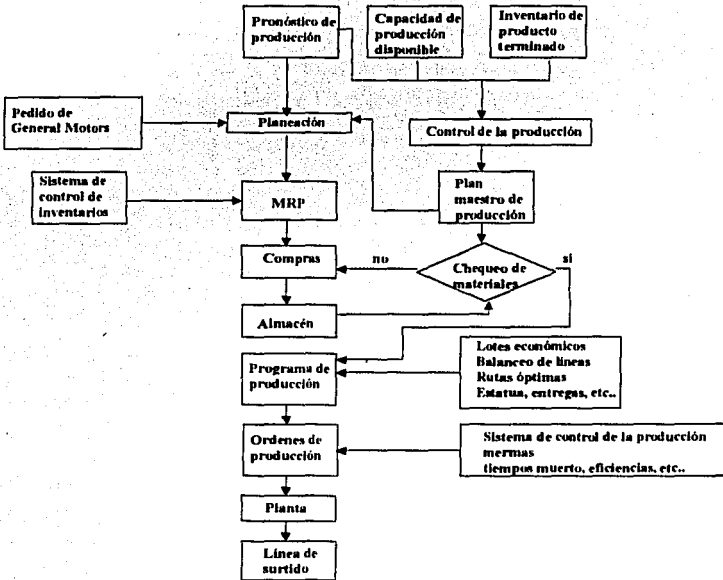 Pronóstico de
producción
Capacidad de
producción
disponible
Inventario de
producto
terminado
Pedido de
General Motors
Planeación
Control de la producción
Sistema de
control de
inventarios
MRP
Plan
maestro de
producción
Compras
no
Chequeo de
materiales
si
Almacén
Programa de
producción
Lotes económicos
Balanceo de líneas
Rutas óptimas
Estatua, entregas, etc..
Ordenes de
producción
Sistema de control de la producción
mermas
tiempos muerto, eficiencias, etc..
Planta
Línea de
surtido